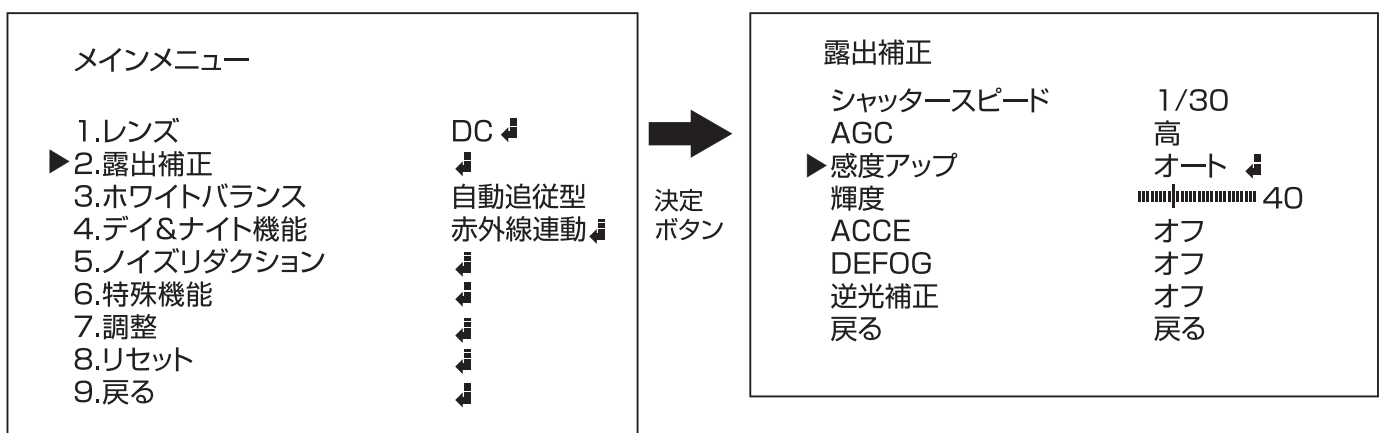 メインメニュー
1.レンズ DC
2.露出補正
3.ホワイトバランス 自動追従型
4.デイ&ナイト機能 赤外線連動
5.ノイズリダクション
6.特殊機能
7.調整
8.リセット
9.戻る
決定
ボタン
露出補正
シャッタースピード 1/30
AGC 高
感度アップ オート
輝度 40
ACCE オフ
DEFOG オフ
逆光補正 オフ
戻る 戻る